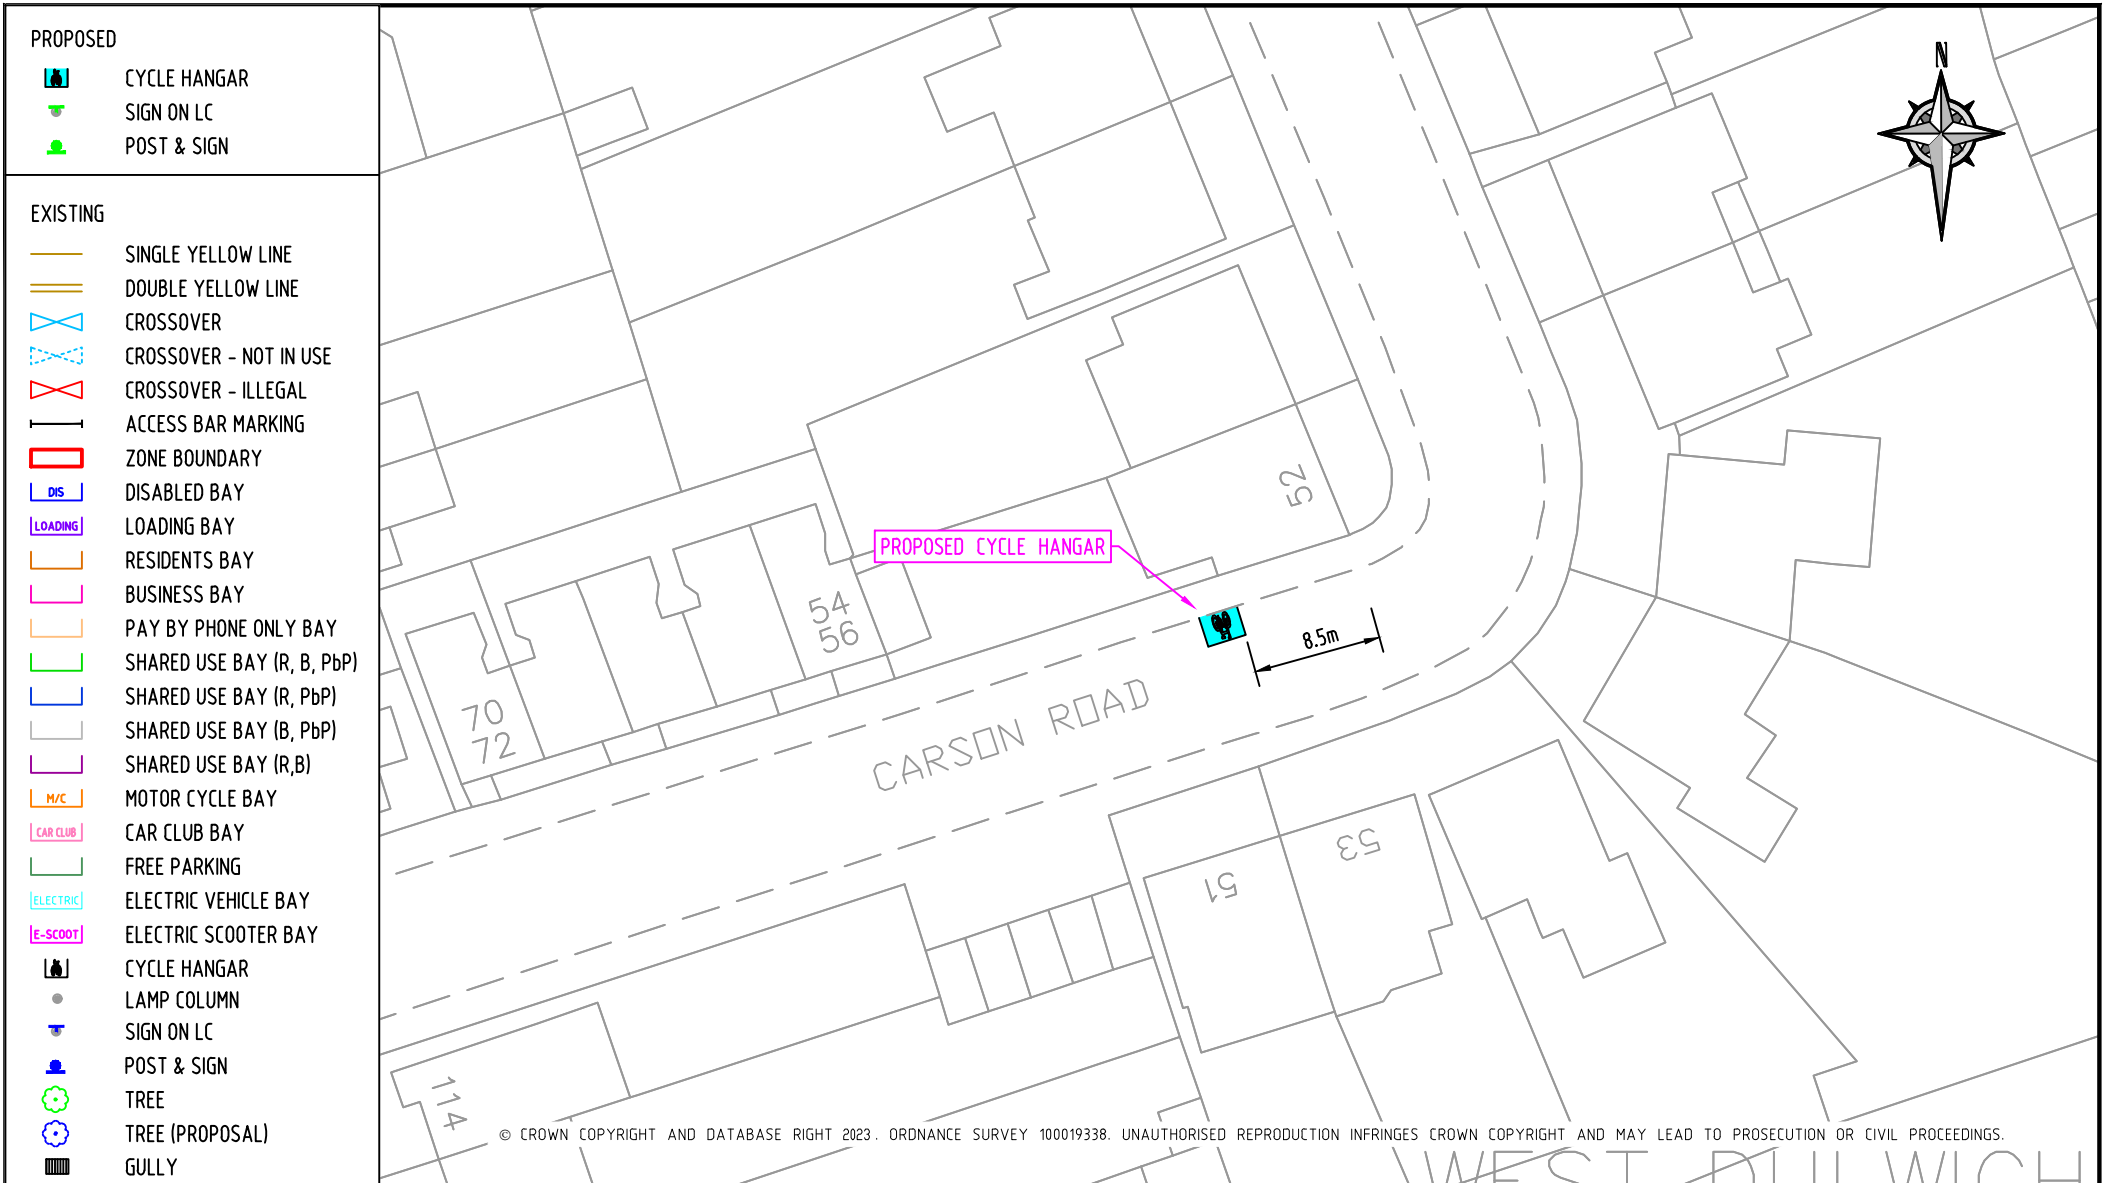 PROPOSED
CYCLE HANGAR
SIGN ON LC
POST & SIGN
EXISTING
SINGLE YELLOW LINE
DOUBLE YELLOW LINE
CROSSOVER
CROSSOVER - NOT IN USE
CROSSOVER - ILLEGAL
ACCESS BAR MARKING
ZONE BOUNDARY
DIS DISABLED BAY
LOADING LOADING BAY
RESIDENTS BAY
BUSINESS BAY
PAY BY PHONE ONLY BAY
SHARED USE BAY (R, B, PbP)
SHARED USE BAY (R, PbP)
SHARED USE BAY (B, PbP)
SHARED USE BAY (R,B)
M/C MOTOR CYCLE BAY
CAR CLUB CAR CLUB BAY
FREE PARKING
ELECTRIC ELECTRIC VEHICLE BAY
E-SCOOT ELECTRIC SCOOTER BAY
CYCLE HANGAR
LAMP COLUMN
SIGN ON LC
POST & SIGN
TREE
TREE (PROPOSAL)
GULLY
N
52
PROPOSED CYCLE HANGAR
54
56
8.5m
70
72
CARSON ROAD
53
51
114
© CROWN COPYRIGHT AND DATABASE RIGHT 2023. ORDNANCE SURVEY 100019338. UNAUTHORISED REPRODUCTION INFRINGES CROWN COPYRIGHT AND MAY LEAD TO PROSECUTION OR CIVIL PROCEEDINGS.
WEST DULWICH